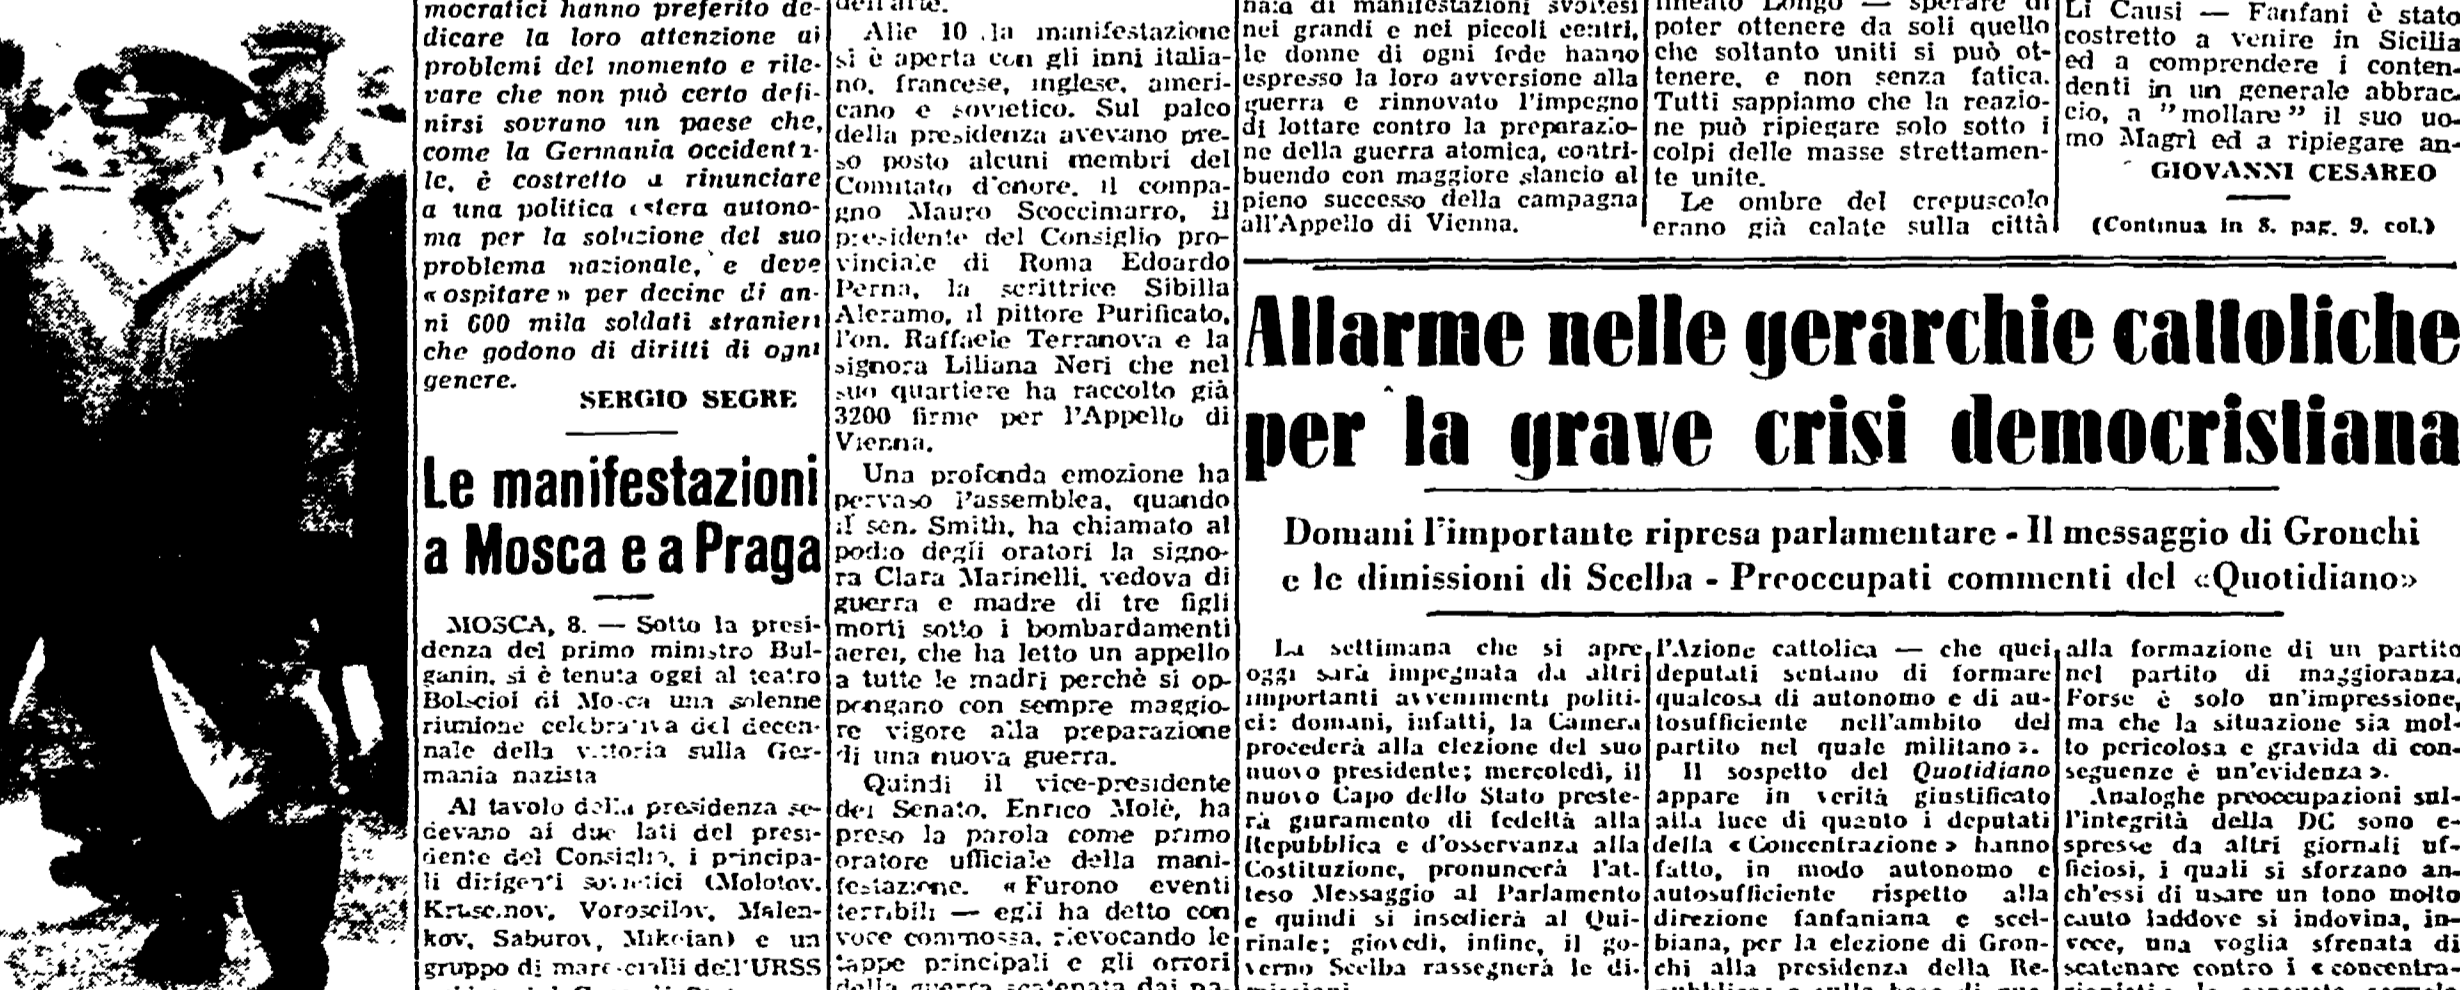 mocratici hanno preferito de-
dicare la loro attenzione ai
problemi del momento e rile-
vare che non può certo defi-
nirsi sovrano un paese che,
come la Germania occidenta-
le, è costretto a rinunciare
a una politica estera autono-
ma per la soluzione del suo
problema nazionale, e deve
« ospitare » per decine di an-
ni 600 mila soldati stranieri
che godono di diritti di ogni
genere.
SERGIO SEGRE
Le manifestazioni
a Mosca e a Praga
MOSCA, 8. — Sotto la presi-
denza del primo ministro Bul-
ganin, si è tenuta oggi al teatro
Bolscioi di Mosca una solenne
riunione celebrativa del decen-
nale della vittoria sulla Ger-
mania nazista
Al tavolo della presidenza se-
devano ai due lati del presi-
dente del Consiglio, i principa-
li dirigenti sovietici (Molotov,
Krusciov, Voroscilov, Malen-
kov, Saburov, Mikoian) e un
gruppo di marescialli dell'URSS
dell'arte.
Alle 10 la manifestazione
si è aperta con gli inni italia-
no, francese, inglese, ameri-
cano e sovietico. Sul palco
della presidenza avevano pre-
so posto alcuni membri del
Comitato d'onore, il compa-
gno Mauro Scoccimarro, il
presidente del Consiglio pro-
vinciale di Roma Edoardo
Perna, la scrittrice Sibilla
Aleramo, il pittore Purificato,
l'on. Raffaele Terranova e la
signora Liliana Neri che nel
suo quartiere ha raccolto già
3200 firme per l'Appello di
Vienna.
Una profonda emozione ha
pervaso l'assemblea, quando
il sen. Smith, ha chiamato al
podio degli oratori la signo-
ra Clara Marinelli, vedova di
guerra e madre di tre figli
morti sotto i bombardamenti
aerei, che ha letto un appello
a tutte le madri perchè si op-
pongano con sempre maggio-
re vigore alla preparazione
di una nuova guerra.
Quindi il vice-presidente
del Senato, Enrico Molè, ha
preso la parola come primo
oratore ufficiale della mani-
festazione. « Furono eventi
terribili — egli ha detto con
voce commossa, rievocando le
tappe principali e gli orrori
della guerra scatenata dai na-
naia di manifestazioni svoltesi
nei grandi e nei piccoli centri,
le donne di ogni fede hanno
espresso la loro avversione alla
guerra e rinnovato l'impegno
di lottare contro la preparazio-
ne della guerra atomica, contri-
buendo con maggiore slancio al
pieno successo della campagna
all'Appello di Vienna.
lineato Longo — sperare di
poter ottenere da soli quello
che soltanto uniti si può ot-
tenere, e non senza fatica.
Tutti sappiamo che la reazio-
ne può ripiegare solo sotto i
colpi delle masse strettamen-
te unite.
Le ombre del crepuscolo
erano già calate sulla città
Li Causi — Fanfani è stato
costretto a venire in Sicilia
ed a comprendere i conten-
denti in un generale abbrac-
cio, a "mollare" il suo uo-
mo Magrì ed a ripiegare an-
GIOVANNI CESAREO
(Continua in 8. pag. 9. col.)
Allarme nelle gerarchie cattoliche
per la grave crisi democristiana
Domani l'importante ripresa parlamentare - Il messaggio di Gronchi
e le dimissioni di Scelba - Preoccupati commenti del «Quotidiano»
La settimana che si apre
oggi sarà impegnata da altri
importanti avvenimenti politi-
ci: domani, infatti, la Camera
procederà alla elezione del suo
nuovo presidente; mercoledì, il
nuovo Capo dello Stato preste-
rà giuramento di fedeltà alla
Repubblica e d'osservanza alla
Costituzione, pronuncerà l'at-
teso Messaggio al Parlamento
e quindi si insedierà al Qui-
rinale; giovedì, infine, il go-
verno Scelba rassegnerà le di-
missioni.
l'Azione cattolica — che quei
deputati sentano di formare
qualcosa di autonomo e di au-
tosufficiente nell'ambito del
partito nel quale militano ».
Il sospetto del Quotidiano
appare in verità giustificato
alla luce di quanto i deputati
della « Concentrazione » hanno
fatto, in modo autonomo e
autosufficiente rispetto alla
direzione fanfaniana e scel-
biana, per la elezione di Gron-
chi alla presidenza della Re-
alla formazione di un partito
nel partito di maggioranza.
Forse è solo un'impressione,
ma che la situazione sia mol-
to pericolosa e gravida di con-
seguenze è un'evidenza ».
Analoghe preoccupazioni sul-
l'integrità della DC sono e-
spresse da altri giornali uf-
ficiosi, i quali si sforzano an-
ch'essi di usare un tono molto
cauto laddove si indovina, in-
vece, una voglia sfrenata di
scatenare contro i « concentra-